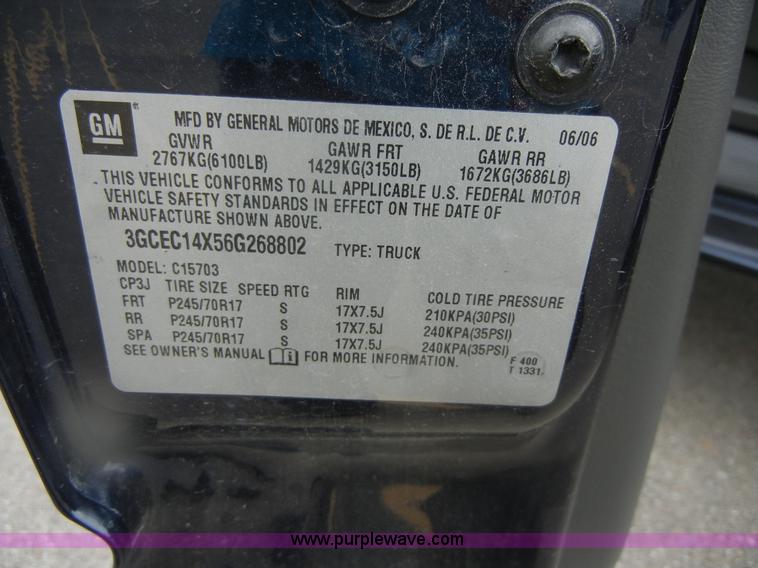 GM
MFD BY GENERAL MOTORS DE MEXICO, S. DE R.L. DE C.V. 06/06
GVWR GAWR FRT GAWR RR
2767KG(6100LB) 1429KG(3150LB) 1672KG(3686LB)
THIS VEHICLE CONFORMS TO ALL APPLICABLE U.S. FEDERAL MOTOR
VEHICLE SAFETY STANDARDS IN EFFECT ON THE DATE OF
MANUFACTURE SHOWN ABOVE.
3GCEC14X56G268802 TYPE: TRUCK
MODEL: C15703
CP3J TIRE SIZE SPEED RTG RIM COLD TIRE PRESSURE
FRT P245/70R17 S 17X7.5J 210KPA(30PSI)
RR P245/70R17 S 17X7.5J 240KPA(35PSI)
SPA P245/70R17 S 17X7.5J 240KPA(35PSI)
SEE OWNER'S MANUAL FOR MORE INFORMATION.
F 400
T 1331
www.purplewave.com